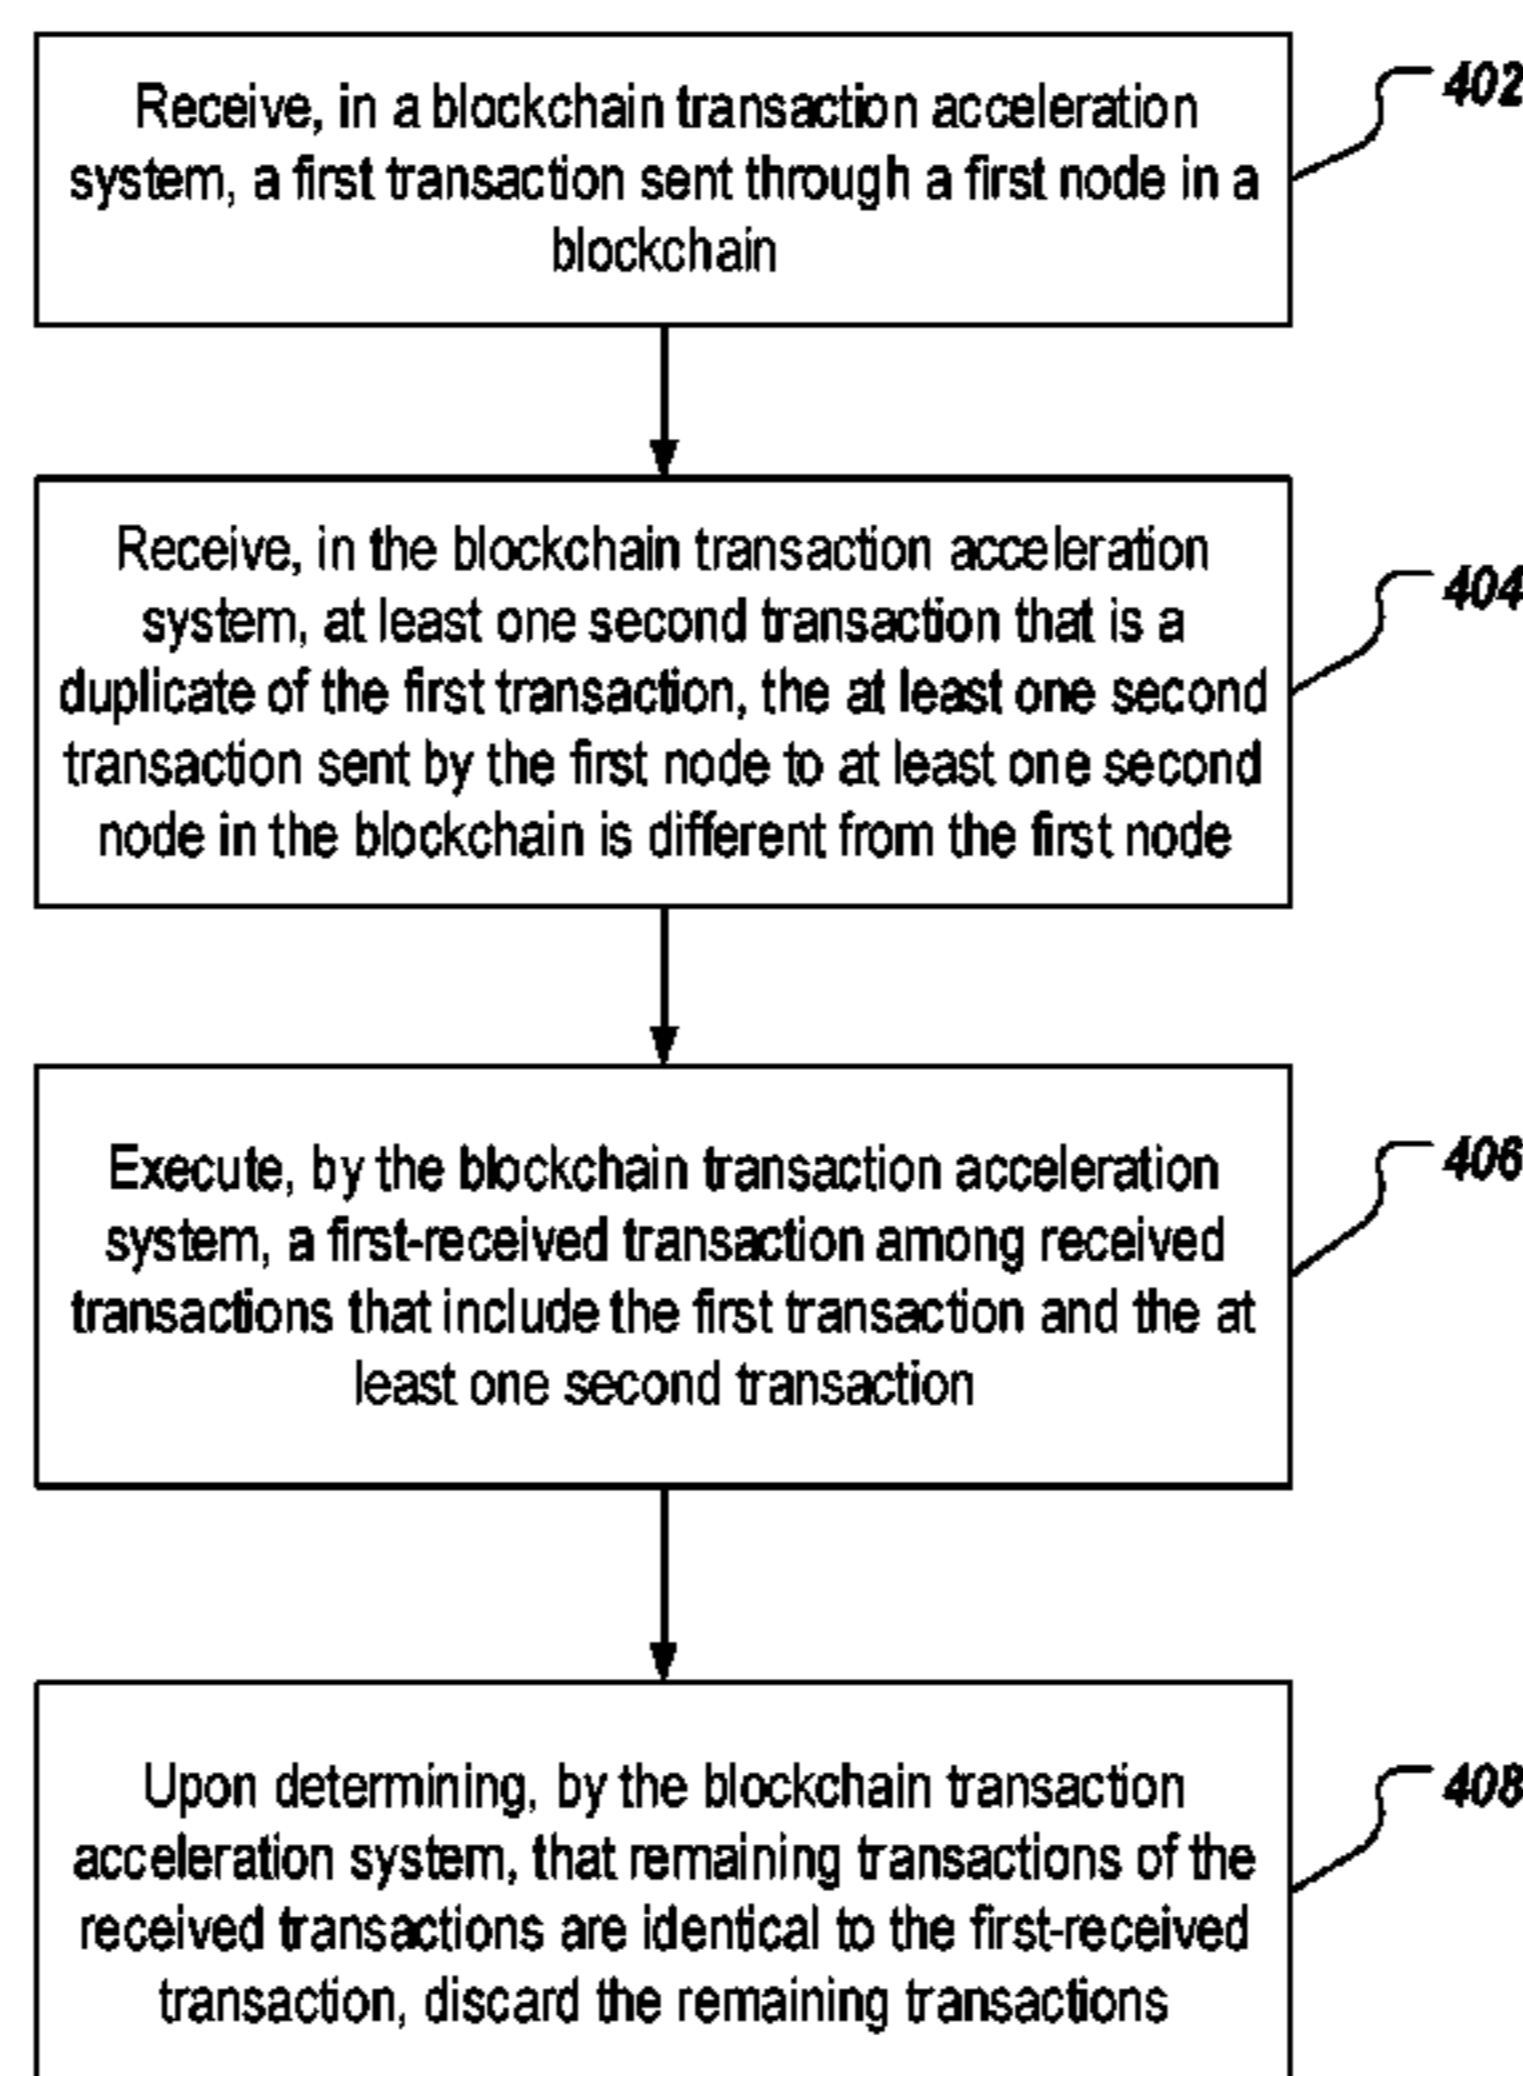 Receive, in a blockchain transaction acceleration
system, a first transaction sent through a first node in a
blockchain
402
Receive, in the blockchain transaction acceleration
system, at least one second transaction that is a
duplicate of the first transaction, the at least one second
transaction sent by the first node to at least one second
node in the blockchain is different from the first node
404
Execute, by the blockchain transaction acceleration
system, a first-received transaction among received
transactions that include the first transaction and the at
least one second transaction
406
Upon determining, by the blockchain transaction
acceleration system, that remaining transactions of the
received transactions are identical to the first-received
transaction, discard the remaining transactions
408